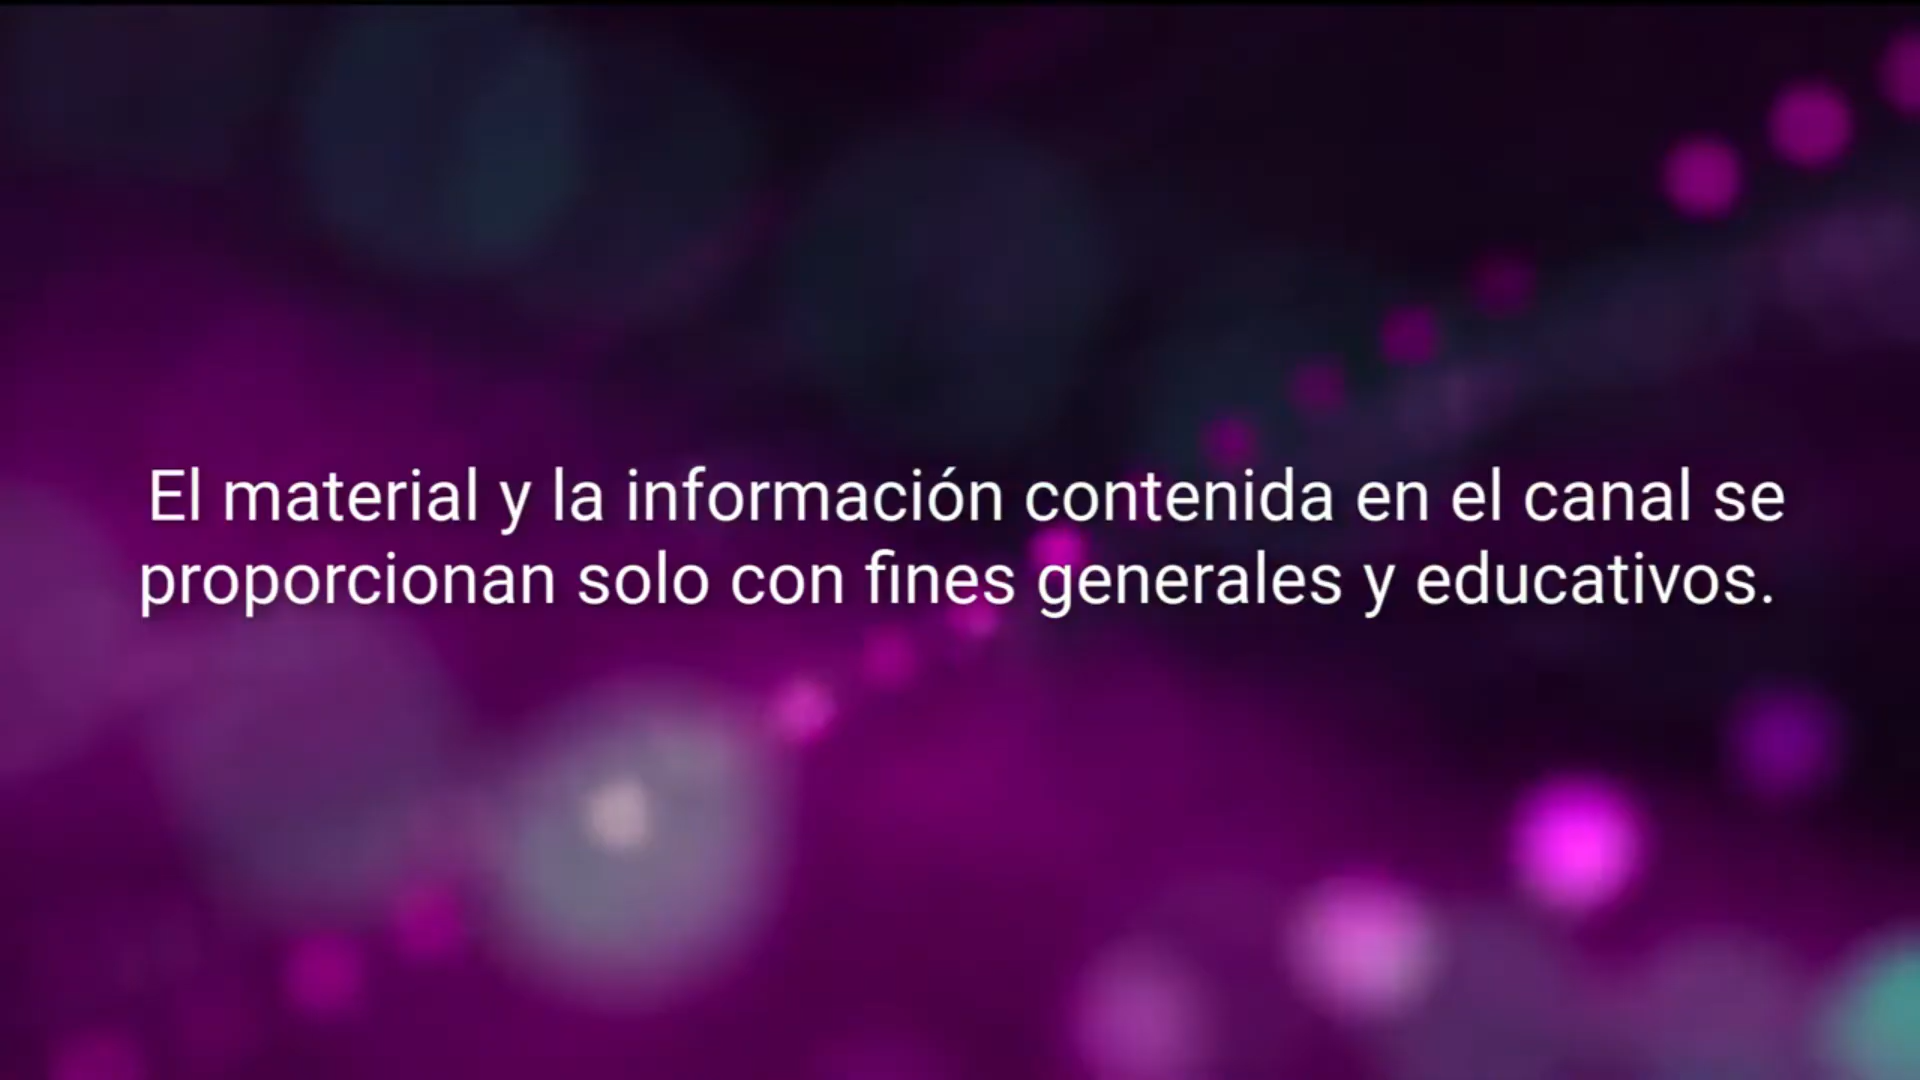 El material y la información contenida en el canal se
proporcionan solo con fines generales y educativos.